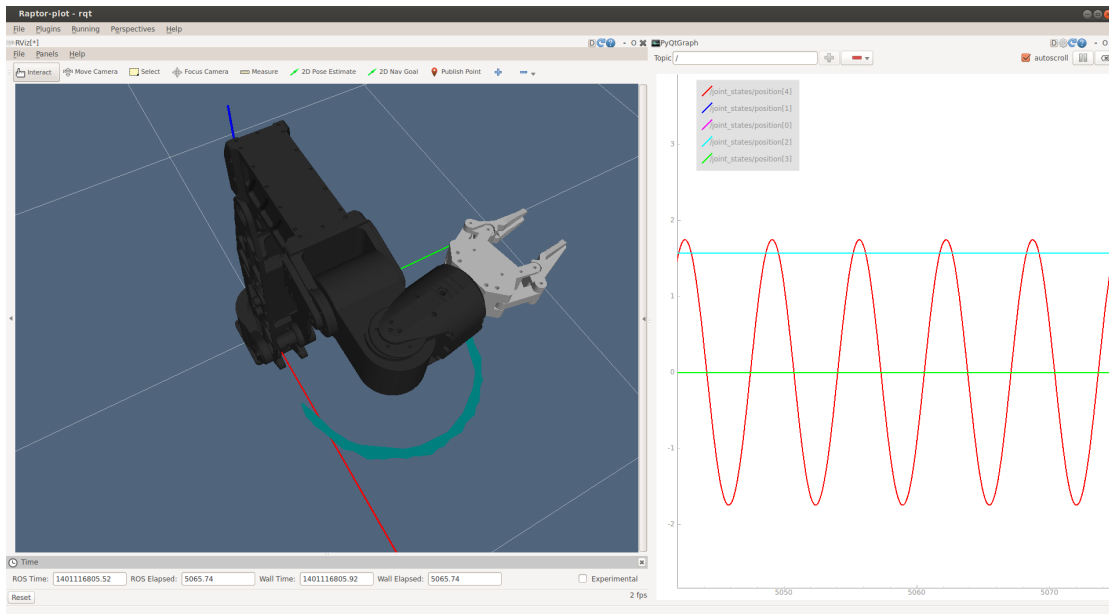 Raptor-plot - rqt
File Plugins Running Perspectives Help
RViz[*]
D - O
PyQtGraph
D - O
File Panels Help
Topic /
autoscroll
Interact Move Camera Select Focus Camera Measure 2D Pose Estimate 2D Nav Goal Publish Point
/joint_states/position[4]
/joint_states/position[1]
/joint_states/position[0]
/joint_states/position[2]
/joint_states/position[3]
3
2
1
0
-1
-2
5050 5060 5070
Time
ROS Time: 1401116805.52 ROS Elapsed: 5065.74 Wall Time: 1401116805.92 Wall Elapsed: 5065.74 Experimental
Reset 2 fps